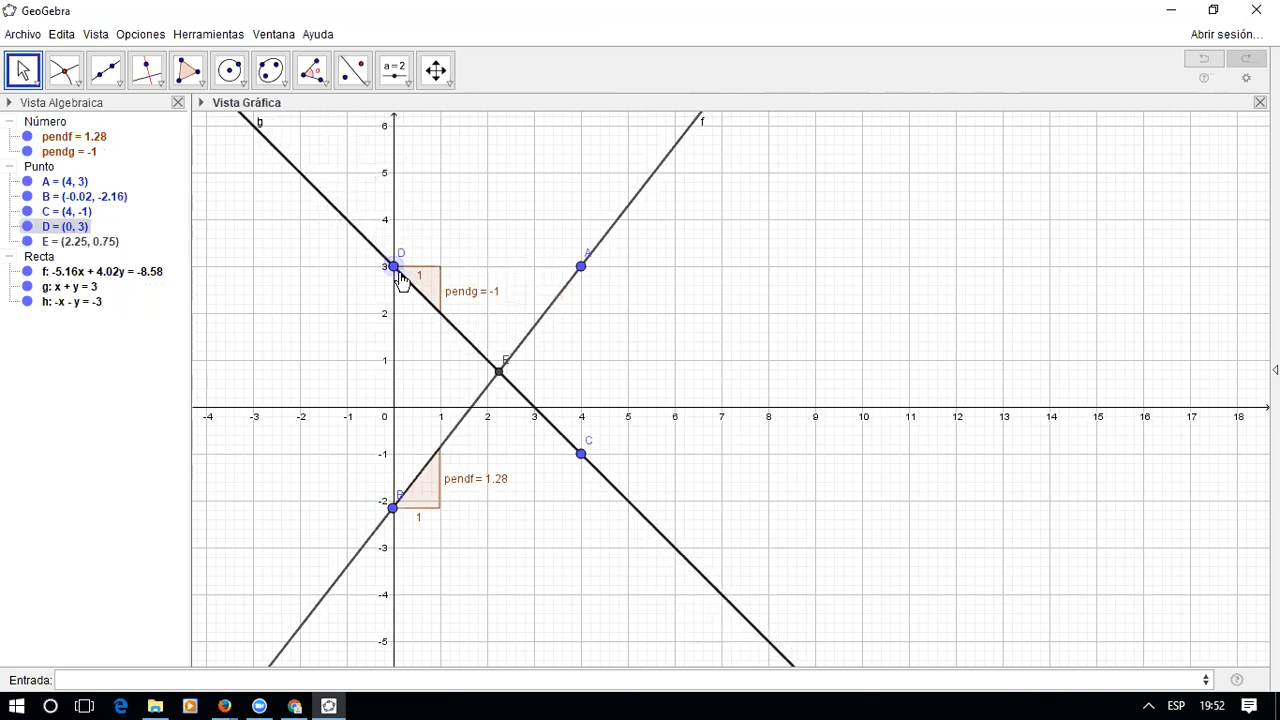 GeoGebra
Archivo Edita Vista Opciones Herramientas Ventana Ayuda
Abrir sesión...
a = 2
Vista Algebraica
Vista Gráfica
Número
pendf = 1.28
pendg = -1
Punto
A = (4, 3)
B = (-0.02, -2.16)
C = (4, -1)
D = (0, 3)
E = (2.25, 0.75)
Recta
f: -5.16x + 4.02y = -8.58
g: x + y = 3
h: -x - y = -3
f
6
5
4
3
2
1
-1
-2
-3
-4
-5
-4 -3 -2 -1 0 1 2 3 4 5 6 7 8 9 10 11 12 13 14 15 16 17 18
D
1
pendg = -1
A
E
C
B
pendf = 1.28
1
Entrada:
ESP 19:52